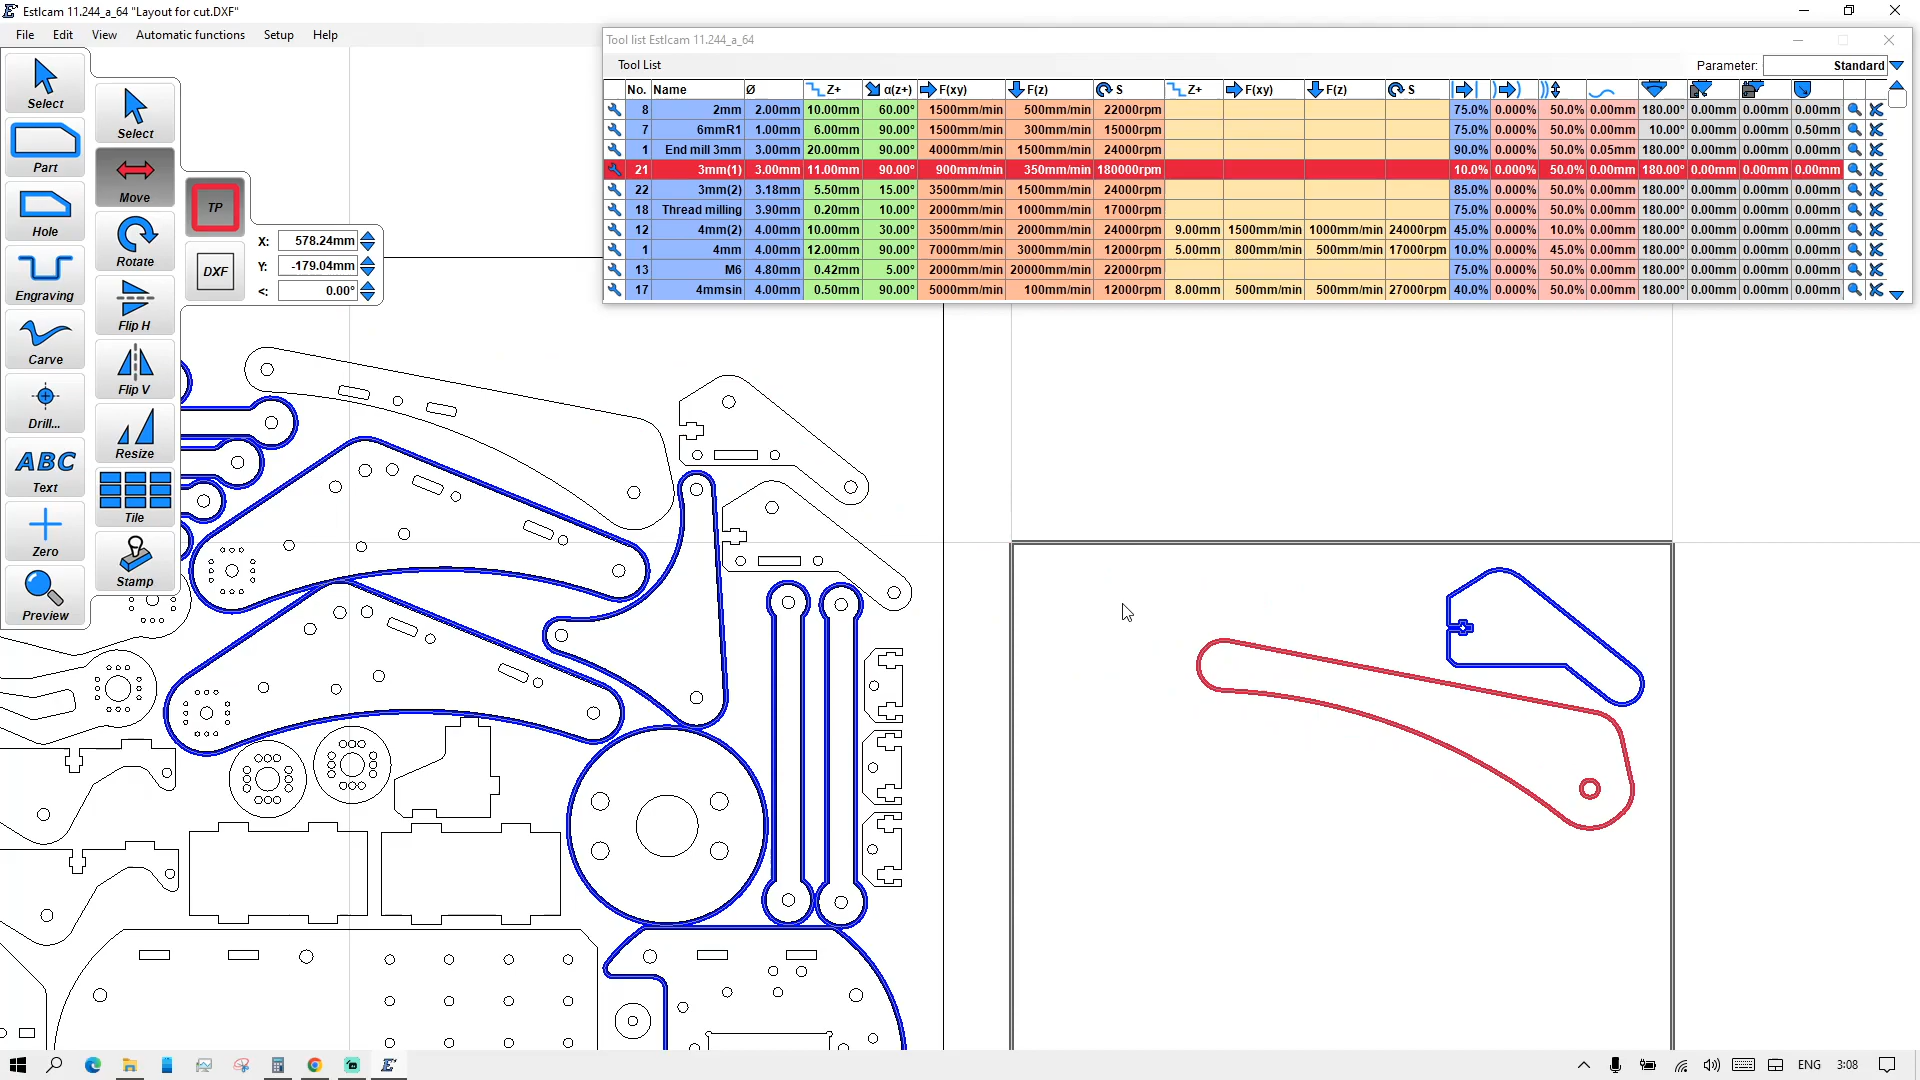 Estlcam 11.244_a_64 "Layout for cut.DXF"
File Edit View Automatic functions Setup Help
Tool list Estlcam 11.244_a_64
Tool List
Parameter: Standard
No. Name Ø Z+ α(z+) F(xy) F(z) S Z+ F(xy) F(z) S
8 2mm 2.00mm 10.00mm 60.00° 1500mm/min 500mm/min 22000rpm 75.0% 0.000% 50.0% 0.00mm 180.00° 0.00mm 0.00mm 0.00mm
7 6mmR1 1.00mm 6.00mm 90.00° 1500mm/min 300mm/min 15000rpm 75.0% 0.000% 50.0% 0.00mm 10.00° 0.00mm 0.00mm 0.50mm
1 End mill 3mm 3.00mm 20.00mm 90.00° 4000mm/min 1500mm/min 24000rpm 90.0% 0.000% 50.0% 0.05mm 180.00° 0.00mm 0.00mm 0.00mm
21 3mm(1) 3.00mm 11.00mm 90.00° 900mm/min 350mm/min 180000rpm 10.0% 0.000% 50.0% 0.00mm 180.00° 0.00mm 0.00mm 0.00mm
22 3mm(2) 3.18mm 5.50mm 15.00° 3500mm/min 1500mm/min 24000rpm 85.0% 0.000% 50.0% 0.00mm 180.00° 0.00mm 0.00mm 0.00mm
18 Thread milling 3.90mm 0.20mm 10.00° 2000mm/min 1000mm/min 17000rpm 75.0% 0.000% 50.0% 0.00mm 180.00° 0.00mm 0.00mm 0.00mm
12 4mm(2) 4.00mm 10.00mm 30.00° 3500mm/min 2000mm/min 24000rpm 9.00mm 1500mm/min 1000mm/min 24000rpm 45.0% 0.000% 10.0% 0.00mm 180.00° 0.00mm 0.00mm 0.00mm
1 4mm 4.00mm 12.00mm 90.00° 7000mm/min 3000mm/min 12000rpm 5.00mm 800mm/min 500mm/min 17000rpm 10.0% 0.000% 45.0% 0.00mm 180.00° 0.00mm 0.00mm 0.00mm
13 M6 4.80mm 0.42mm 5.00° 2000mm/min 20000mm/min 22000rpm 75.0% 0.000% 50.0% 0.00mm 180.00° 0.00mm 0.00mm 0.00mm
17 4mmsin 4.00mm 0.50mm 90.00° 5000mm/min 100mm/min 12000rpm 8.00mm 500mm/min 500mm/min 27000rpm 40.0% 0.000% 50.0% 0.00mm 180.00° 0.00mm 0.00mm 0.00mm
Select
Part
Hole
Engraving
Carve
Drill...
ABC
Text
Zero
Preview
Select
Move
Rotate
Flip H
Flip V
Resize
Tile
Stamp
TP
DXF
X: 578.24mm
Y: -179.04mm
<: 0.00°
ENG 3:08